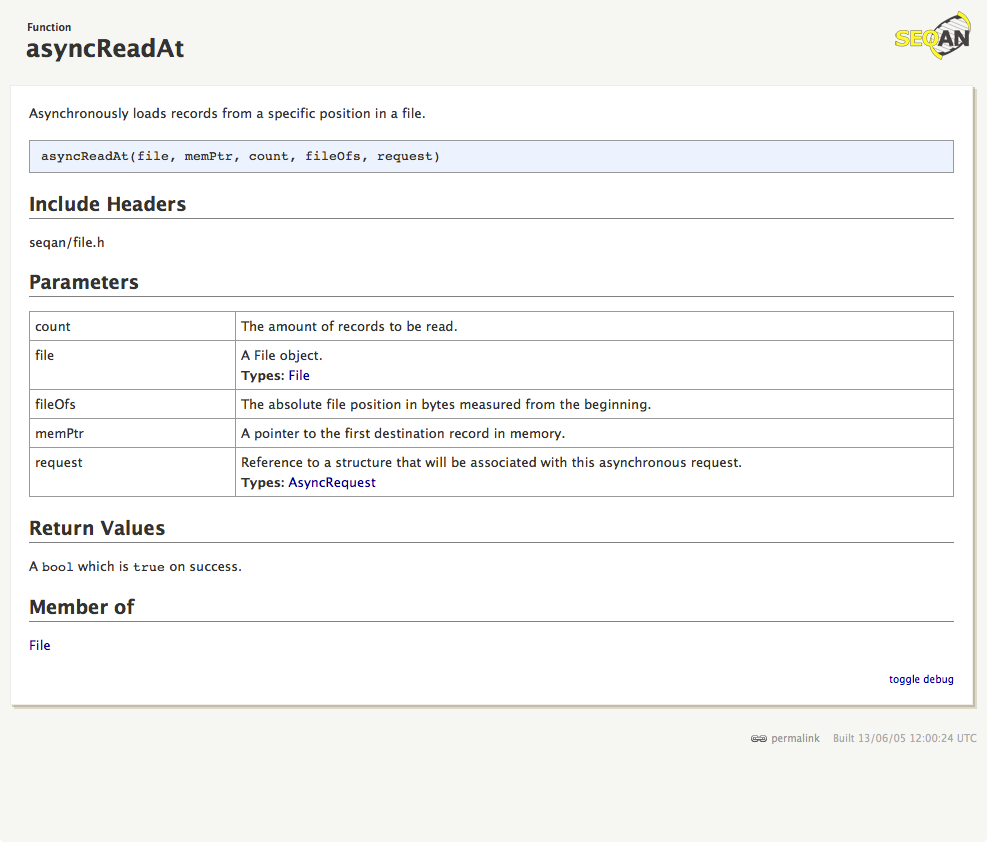 Function
asyncReadAt
SEQAN
Asynchronously loads records from a specific position in a file.
asyncReadAt(file, memPtr, count, fileOfs, request)
Include Headers
seqan/file.h
Parameters
count The amount of records to be read.
file A File object.
Types: File
fileOfs The absolute file position in bytes measured from the beginning.
memPtr A pointer to the first destination record in memory.
request Reference to a structure that will be associated with this asynchronous request.
Types: AsyncRequest
Return Values
A bool which is true on success.
Member of
File
toggle debug
permalink Built 13/06/05 12:00:24 UTC